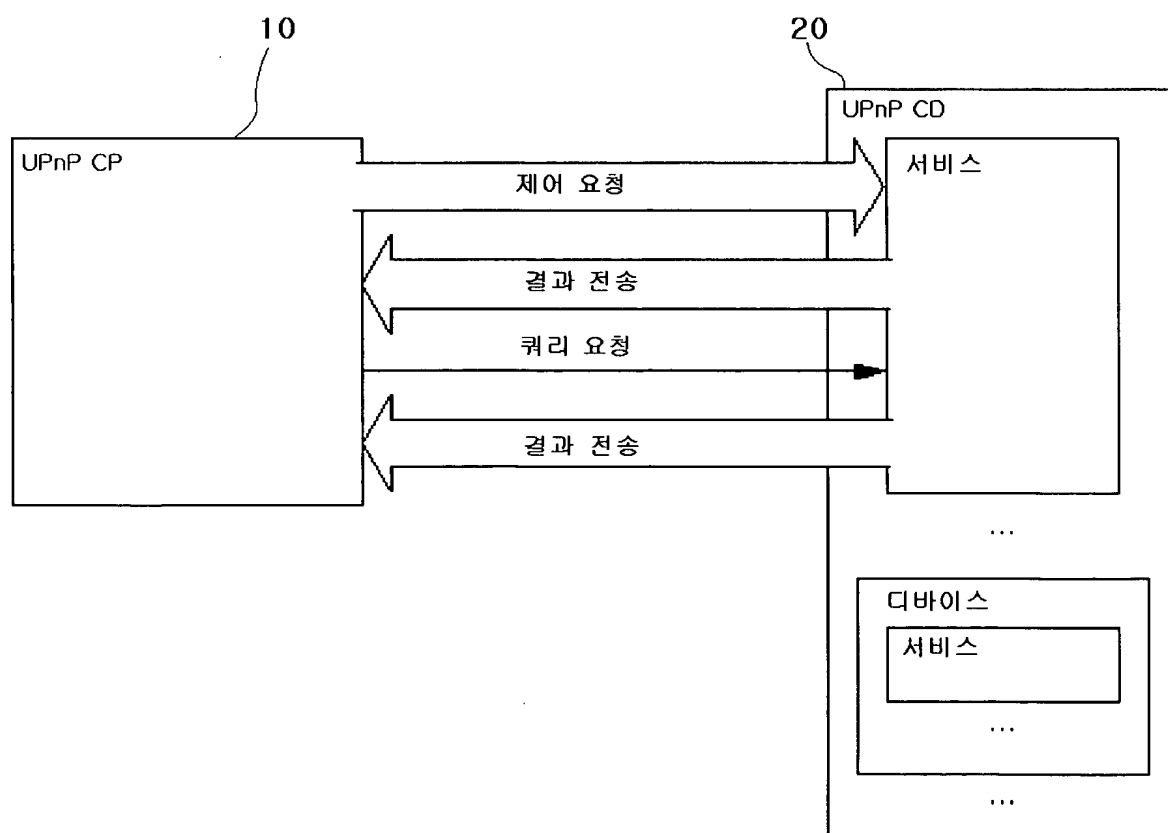 10
20
UPnP CP
UPnP CD
서비스
제어 요청
결과 전송
쿼리 요청
결과 전송
...
디바이스
서비스
...
...